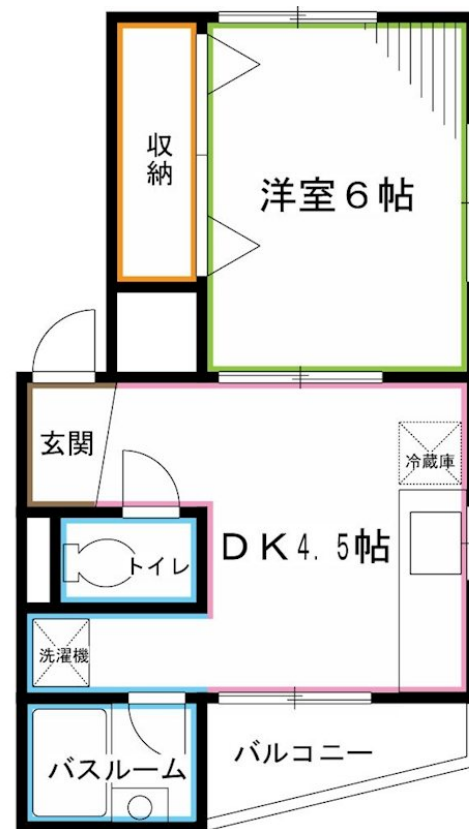 収納
洋室6帖
玄関
冷蔵庫
トイレ
DK4.5帖
洗濯機
バスルーム
バルコニー